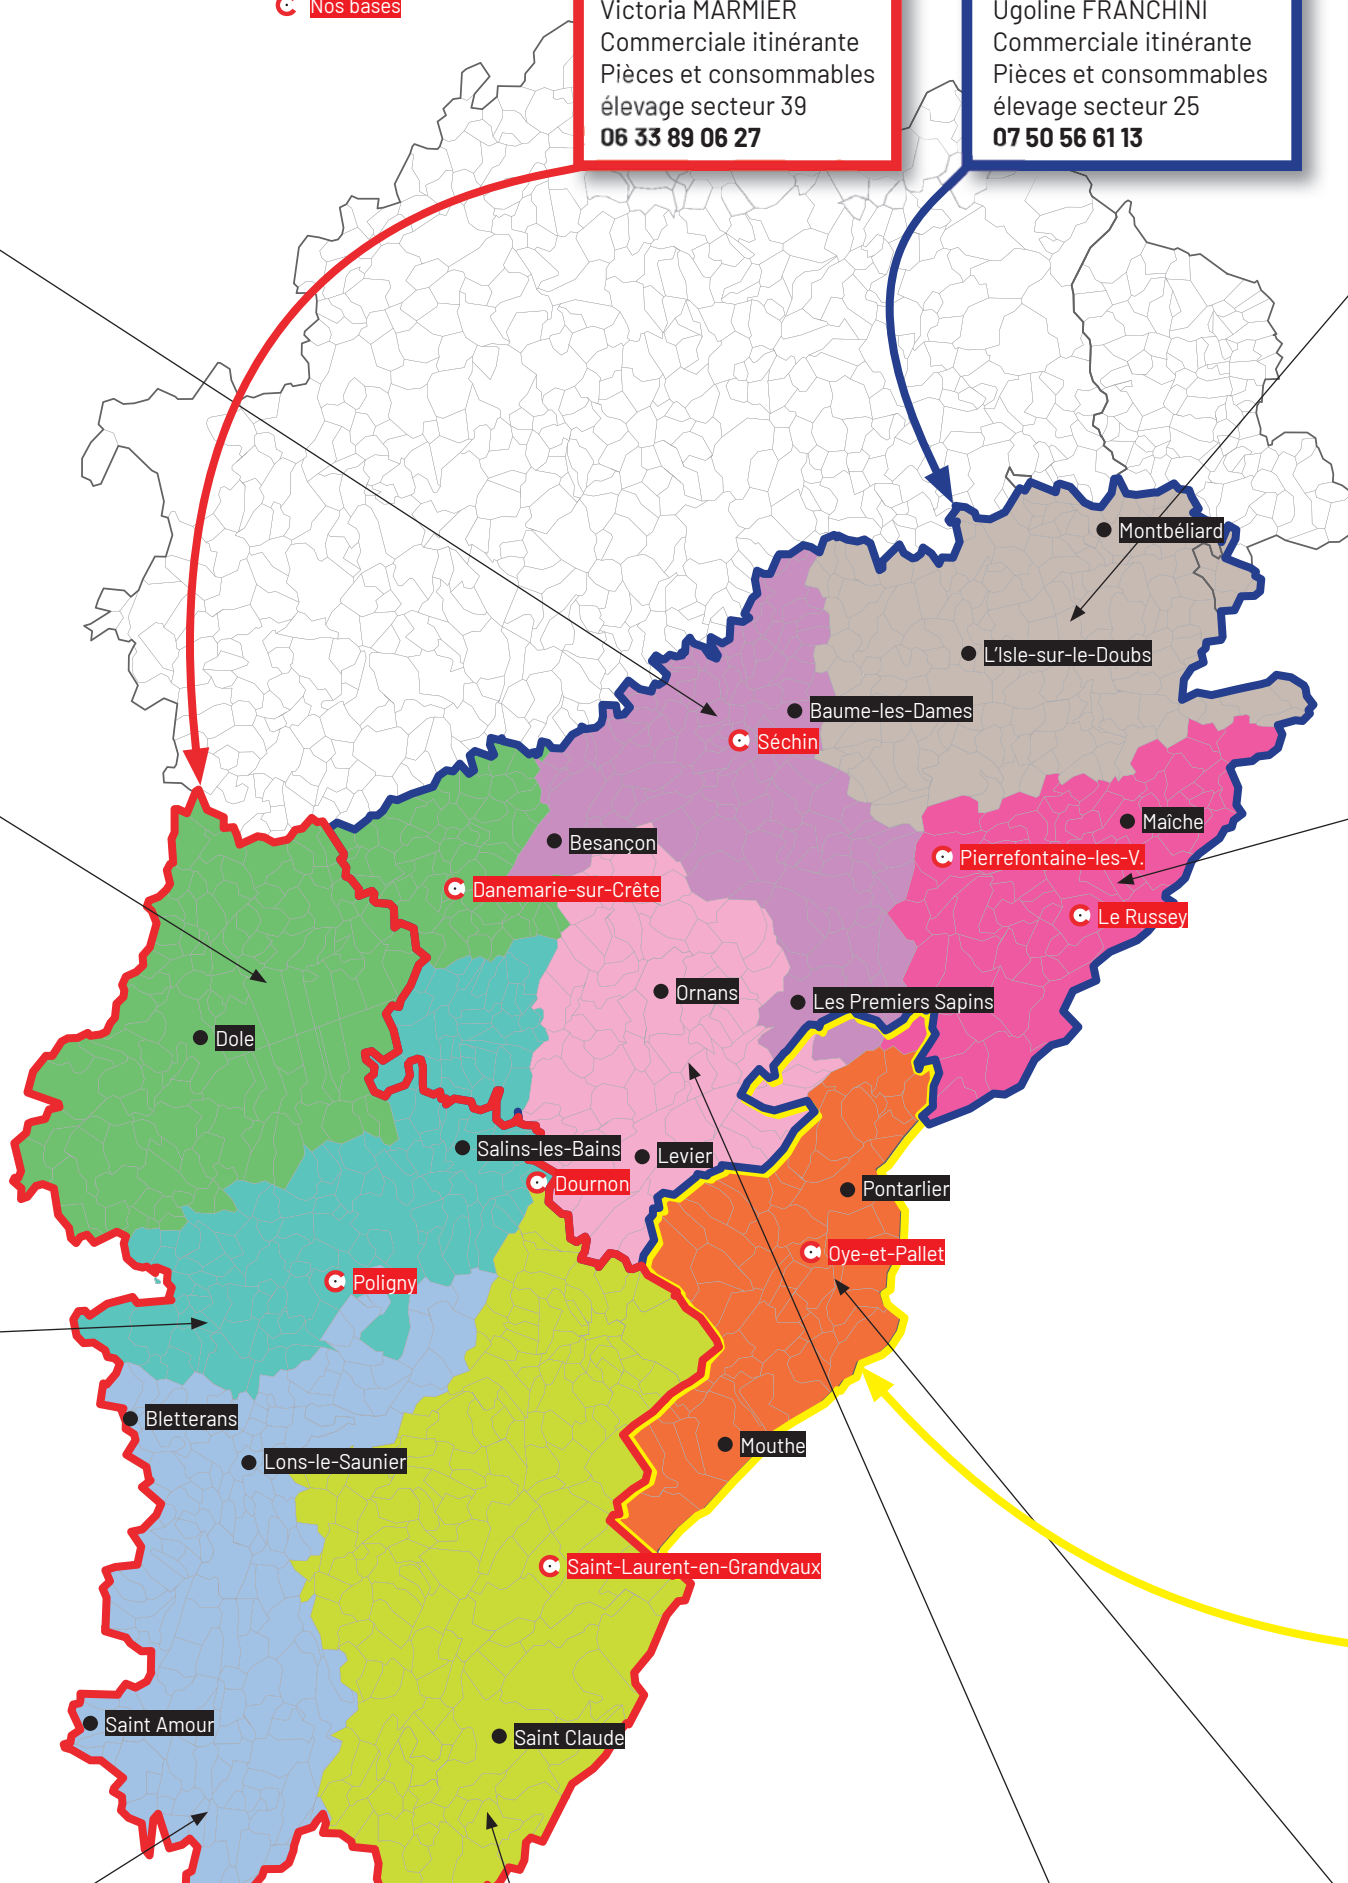 Nos bases
Victoria MARMIER
Commerciale itinérante
Pièces et consommables
élevage secteur 39
06 33 89 06 27
Ugoline FRANCHINI
Commerciale itinérante
Pièces et consommables
élevage secteur 25
07 50 56 61 13
Montbéliard
L'Isle-sur-le-Doubs
Baume-les-Dames
Séchin
Maîche
Besançon
Pierrefontaine-les-V.
Danemarie-sur-Crête
Le Russey
Ornans
Les Premiers Sapins
Dole
Salins-les-Bains
Levier
Dournon
Pontarlier
Oye-et-Pallet
Poligny
Bletterans
Mouthe
Lons-le-Saunier
Saint-Laurent-en-Grandvaux
Saint Amour
Saint Claude